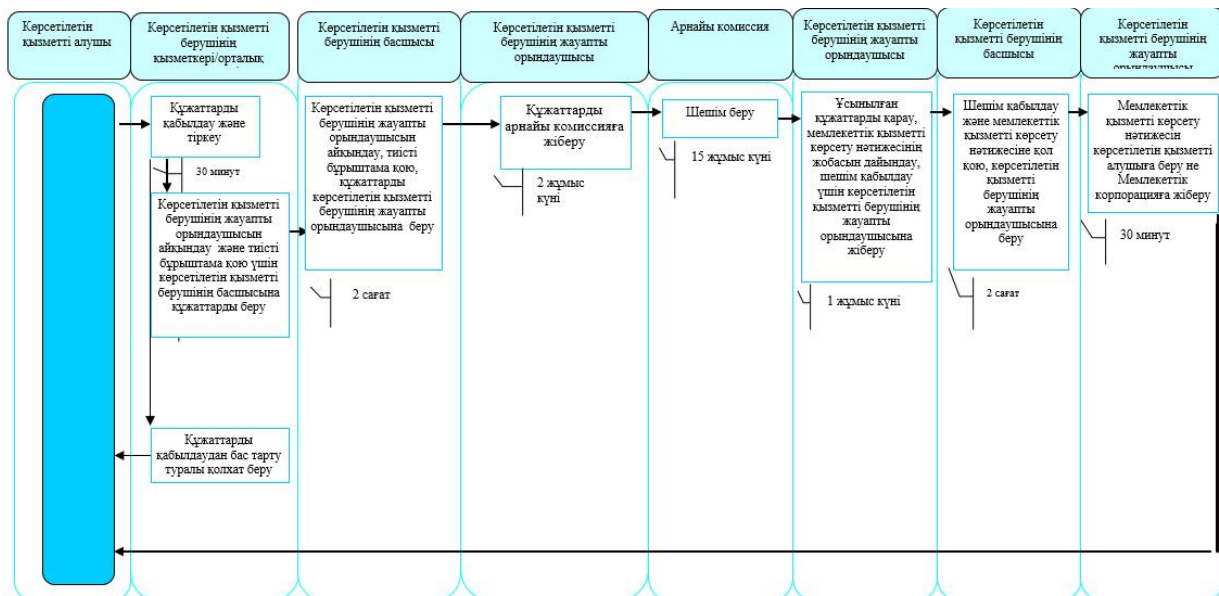 Көрсетілетін
қызметті алушы
Көрсетілетін қызметті
берушінің
қызметкері/орталық
Көрсетілетін қызметті
берушінің басшысы
Көрсетілетін қызметті
берушінің жауапты
орындаушысы
Арнайы комиссия
Көрсетілетін қызметті
берушінің жауапты
орындаушысы
Көрсетілетін
қызметті берушінің
басшысы
Көрсетілетін
қызметті берушінің
жауапты
орындаушысы
Құжаттарды
қабылдау және
тіркеу
30 минут
Көрсетілетін қызметті
берушінің жауапты
орындаушысын
айқындау және тиісті
бұрыштама қою үшін
көрсетілетін қызметті
берушінің басшысына
құжаттарды беру
Құжаттарды
қабылдаудан бас тарту
туралы қолхат беру
Көрсетілетін қызметті
берушінің жауапты
орындаушысын
айқындау, тиісті
бұрыштама қою,
құжаттарды
көрсетілетін қызметті
берушінің жауапты
орындаушысына беру
2 сағат
Құжаттарды
арнайы комиссияға
жіберу
2 жұмыс
күні
Шешім беру
15 жұмыс күні
Ұсынылған
құжаттарды қарау,
мемлекеттік қызметті
көрсету нәтижесінің
жобасын дайындау,
шешім қабылдау
үшін көрсетілетін
қызметті берушінің
жауапты
орындаушысына
жіберу
1 жұмыс күні
Шешім қабылдау
және мемлекеттік
қызметті көрсету
нәтижесіне қол
қою, көрсетілетін
қызметті
берушінің
жауапты
орындаушысына
беру
2 сағат
Мемлекеттік
қызметті көрсету
нәтижесін
көрсетілетін қызметті
алушыға беру не
Мемлекеттік
корпорацияға жіберу
30 минут